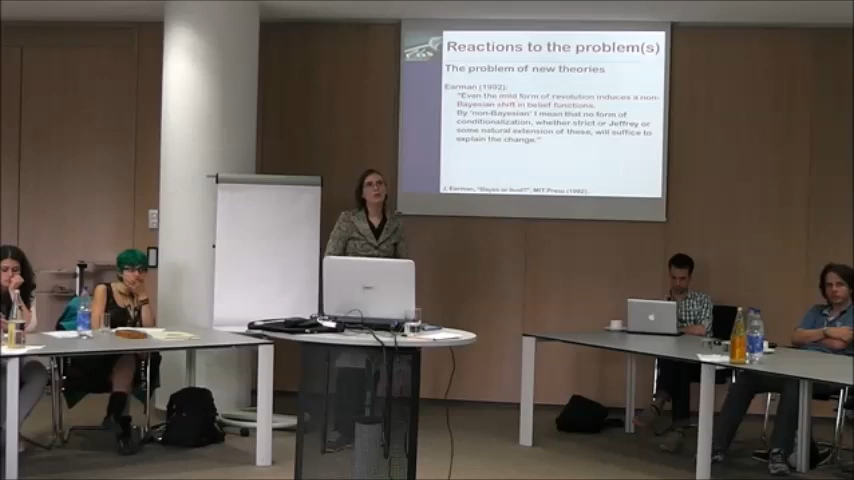 Reactions to the problem(s)
The problem of new theories
Earman (1992):
"Even the mild form of revolution induces a non-
Bayesian shift in belief functions.
By 'non-Bayesian' I mean that no form of
conditionalization, whether strict or Jeffrey or
some natural extension of these, will suffice to
explain the change."
J. Earman, "Bayes or bust?", MIT Press (1992).